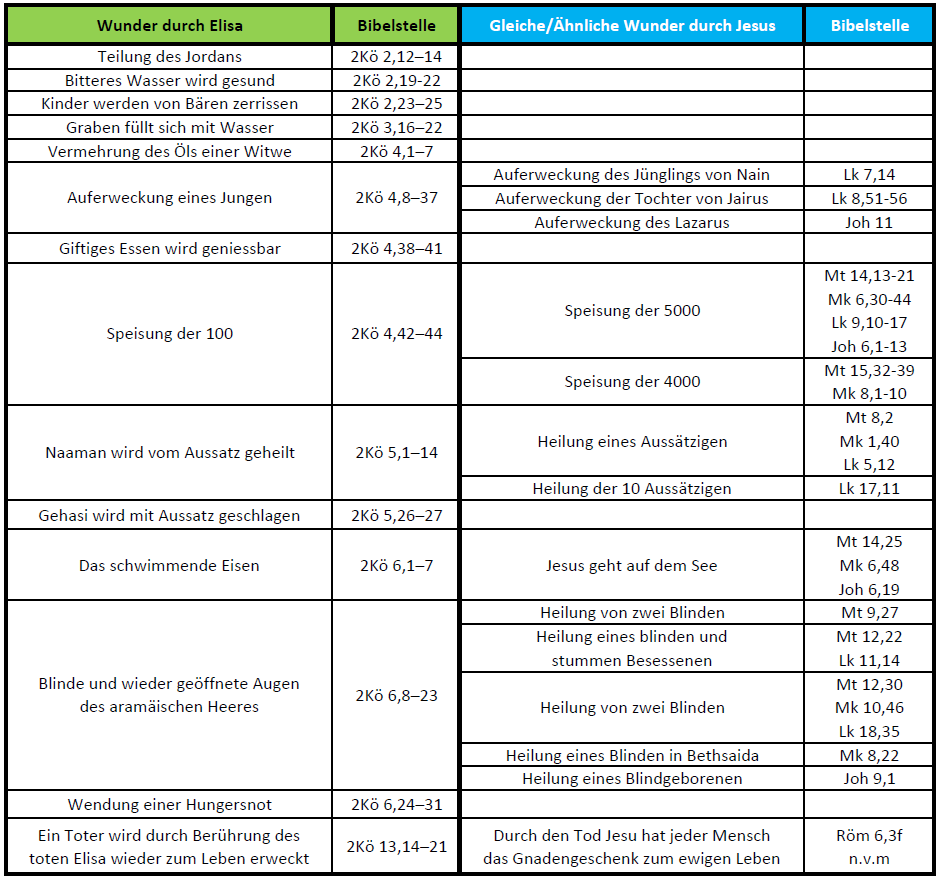 Wunder durch Elisa Bibelstelle Gleiche/Ähnliche Wunder durch Jesus Bibelstelle
Teilung des Jordans 2Kö 2,12–14
Bitteres Wasser wird gesund 2Kö 2,19-22
Kinder werden von Bären zerrissen 2Kö 2,23–25
Graben füllt sich mit Wasser 2Kö 3,16–22
Vermehrung des Öls einer Witwe 2Kö 4,1–7
Auferweckung eines Jungen 2Kö 4,8–37
Auferweckung des Jünglings von Nain Lk 7,14
Auferweckung der Tochter von Jairus Lk 8,51-56
Auferweckung des Lazarus Joh 11
Giftiges Essen wird geniessbar 2Kö 4,38–41
Speisung der 100 2Kö 4,42–44
Speisung der 5000
Mt 14,13-21
Mk 6,30-44
Lk 9,10-17
Joh 6,1-13
Speisung der 4000
Mt 15,32-39
Mk 8,1-10
Naaman wird vom Aussatz geheilt 2Kö 5,1–14
Heilung eines Aussätzigen
Mt 8,2
Mk 1,40
Lk 5,12
Heilung der 10 Aussätzigen Lk 17,11
Gehasi wird mit Aussatz geschlagen 2Kö 5,26–27
Das schwimmende Eisen 2Kö 6,1–7
Jesus geht auf dem See
Mt 14,25
Mk 6,48
Joh 6,19
Blinde und wieder geöffnete Augen
des aramäischen Heeres
2Kö 6,8–23
Heilung von zwei Blinden Mt 9,27
Heilung eines blinden und
stummen Besessenen
Mt 12,22
Lk 11,14
Heilung von zwei Blinden
Mt 12,30
Mk 10,46
Lk 18,35
Heilung eines Blinden in Bethsaida Mk 8,22
Heilung eines Blindgeborenen Joh 9,1
Wendung einer Hungersnot 2Kö 6,24–31
Ein Toter wird durch Berührung des
toten Elisa wieder zum Leben erweckt
2Kö 13,14–21
Durch den Tod Jesu hat jeder Mensch
das Gnadengeschenk zum ewigen Leben
Röm 6,3f
n.v.m